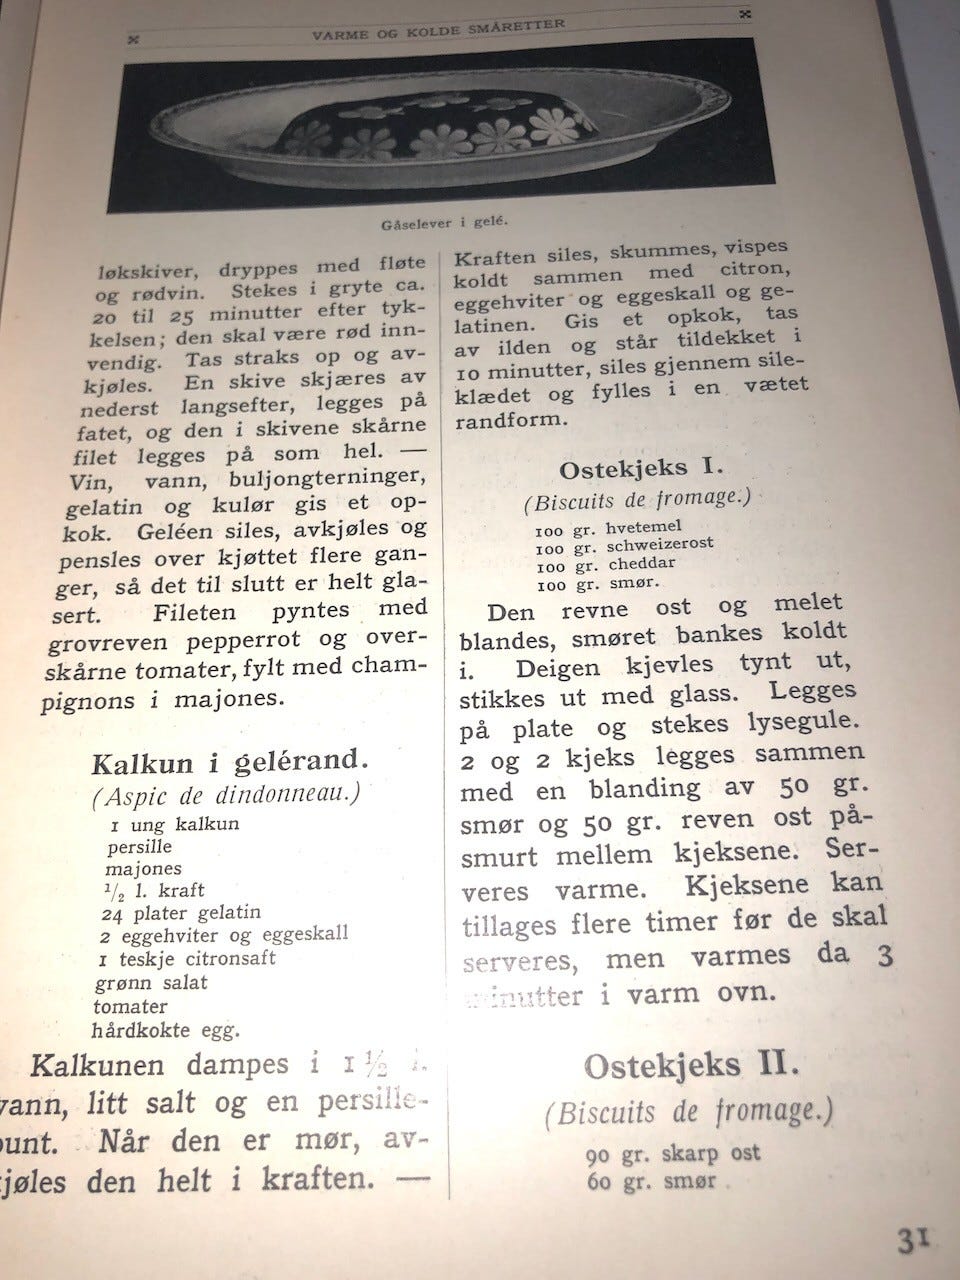 VARME OG KOLDE SMÅRETTER
Gåselever i gelé.
løkskiver, dryppes med fløte
og rødvin. Stekes i gryte ca.
20 til 25 minutter efter tyk-
kelsen; den skal være rød inn-
vendig. Tas straks op og av-
kjøles. En skive skjæres av
nederst langsefter, legges på
fatet, og den i skivene skårne
filet legges på som hel. —
Vin, vann, buljongterninger,
gelatin og kulør gis et op-
kok. Geléen siles, avkjøles og
pensles over kjøttet flere gan-
ger, så det til slutt er helt gla-
sert. Fileten pyntes med
grovreven pepperrot og over-
skårne tomater, fylt med cham-
pignons i majones.
Kalkun i gelérand.
(Aspic de dindonneau.)
1 ung kalkun
persille
majones
1/2 l. kraft
24 plater gelatin
2 eggehviter og eggeskall
1 teskje citronsaft
grønn salat
tomater
hårdkokte egg.
Kalkunen dampes i 1 1/2 l.
vann, litt salt og en persille-
bunt. Når den er mør, av-
kjøles den helt i kraften. —
Kraften siles, skummes, vispes
koldt sammen med citron,
eggehviter og eggeskall og ge-
latinen. Gis et opkok, tas
av ilden og står tildekket i
10 minutter, siles gjennem sile-
klædet og fylles i en vætet
randform.
Ostekjeks I.
(Biscuits de fromage.)
100 gr. hvetemel
100 gr. schweizerost
100 gr. cheddar
100 gr. smør.
Den revne ost og melet
blandes, smøret bankes koldt
i. Deigen kjevles tynt ut,
stikkes ut med glass. Legges
på plate og stekes lysegule.
2 og 2 kjeks legges sammen
med en blanding av 50 gr.
smør og 50 gr. reven ost på-
smurt mellem kjeksene. Ser-
veres varme. Kjeksene kan
tillages flere timer før de skal
serveres, men varmes da 3
minutter i varm ovn.
Ostekjeks II.
(Biscuits de fromage.)
90 gr. skarp ost
60 gr. smør
31